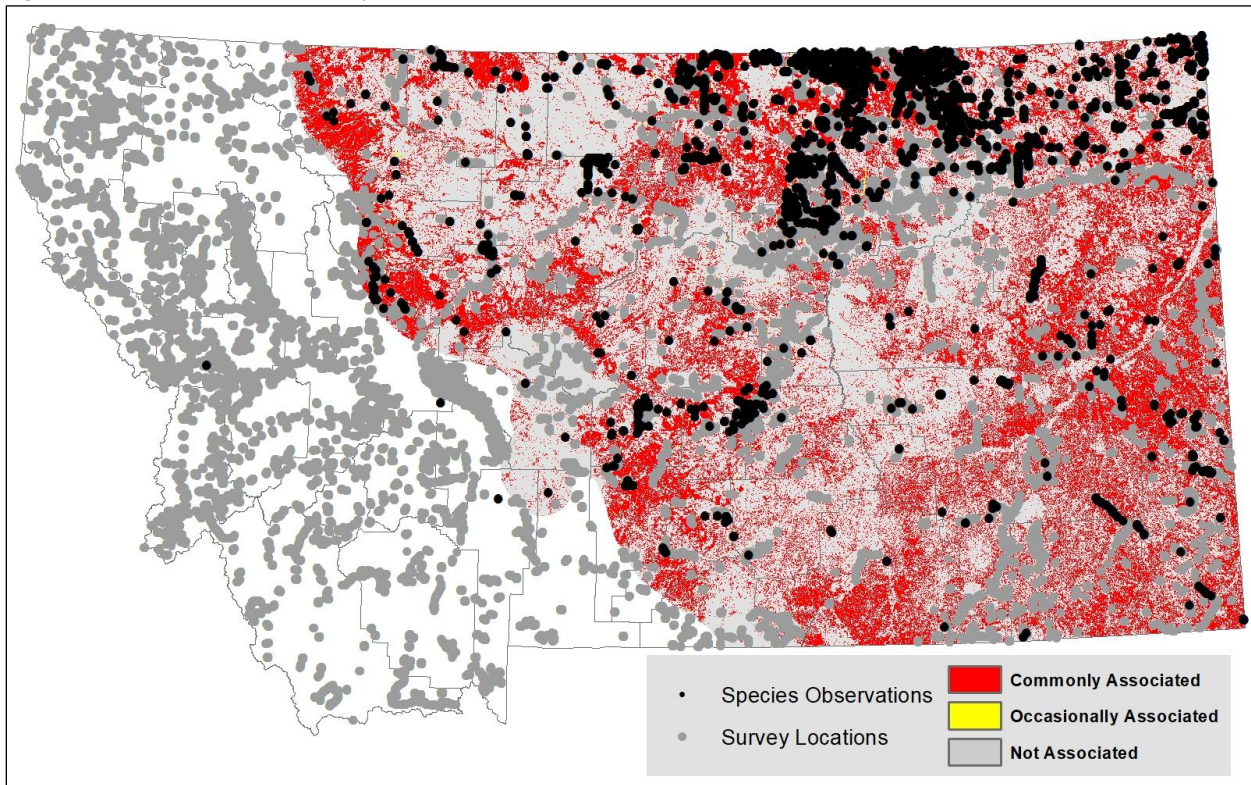 Species Observations
Survey Locations
Commonly Associated
Occasionally Associated
Not Associated